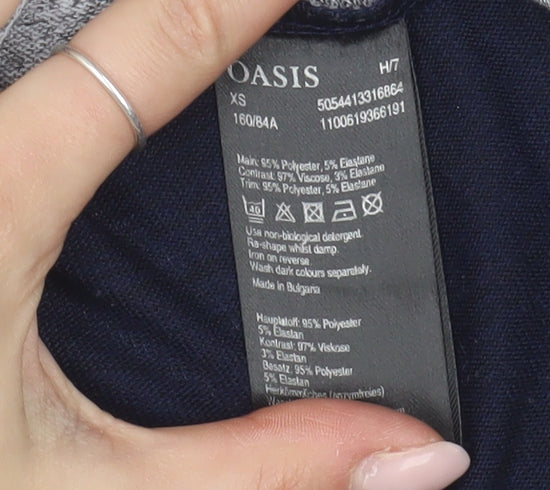 OASIS H/7
XS 5054413316864
160/84A 1100619366191
Main: 95% Polyester, 5% Elastane
Contrast: 97% Viscose, 3% Elastane
Trim: 95% Polyester, 5% Elastane
40
Use non-biological detergent.
Re-shape whilst damp.
Iron on reverse.
Wash dark colours separately.
Made in Bulgaria
Hauptstoff: 95% Polyester
5% Elastan
Kontrast: 97% Viskose
3% Elastan
Besatz: 95% Polyester
5% Elastan
Herkömmliches (enzymfreies)